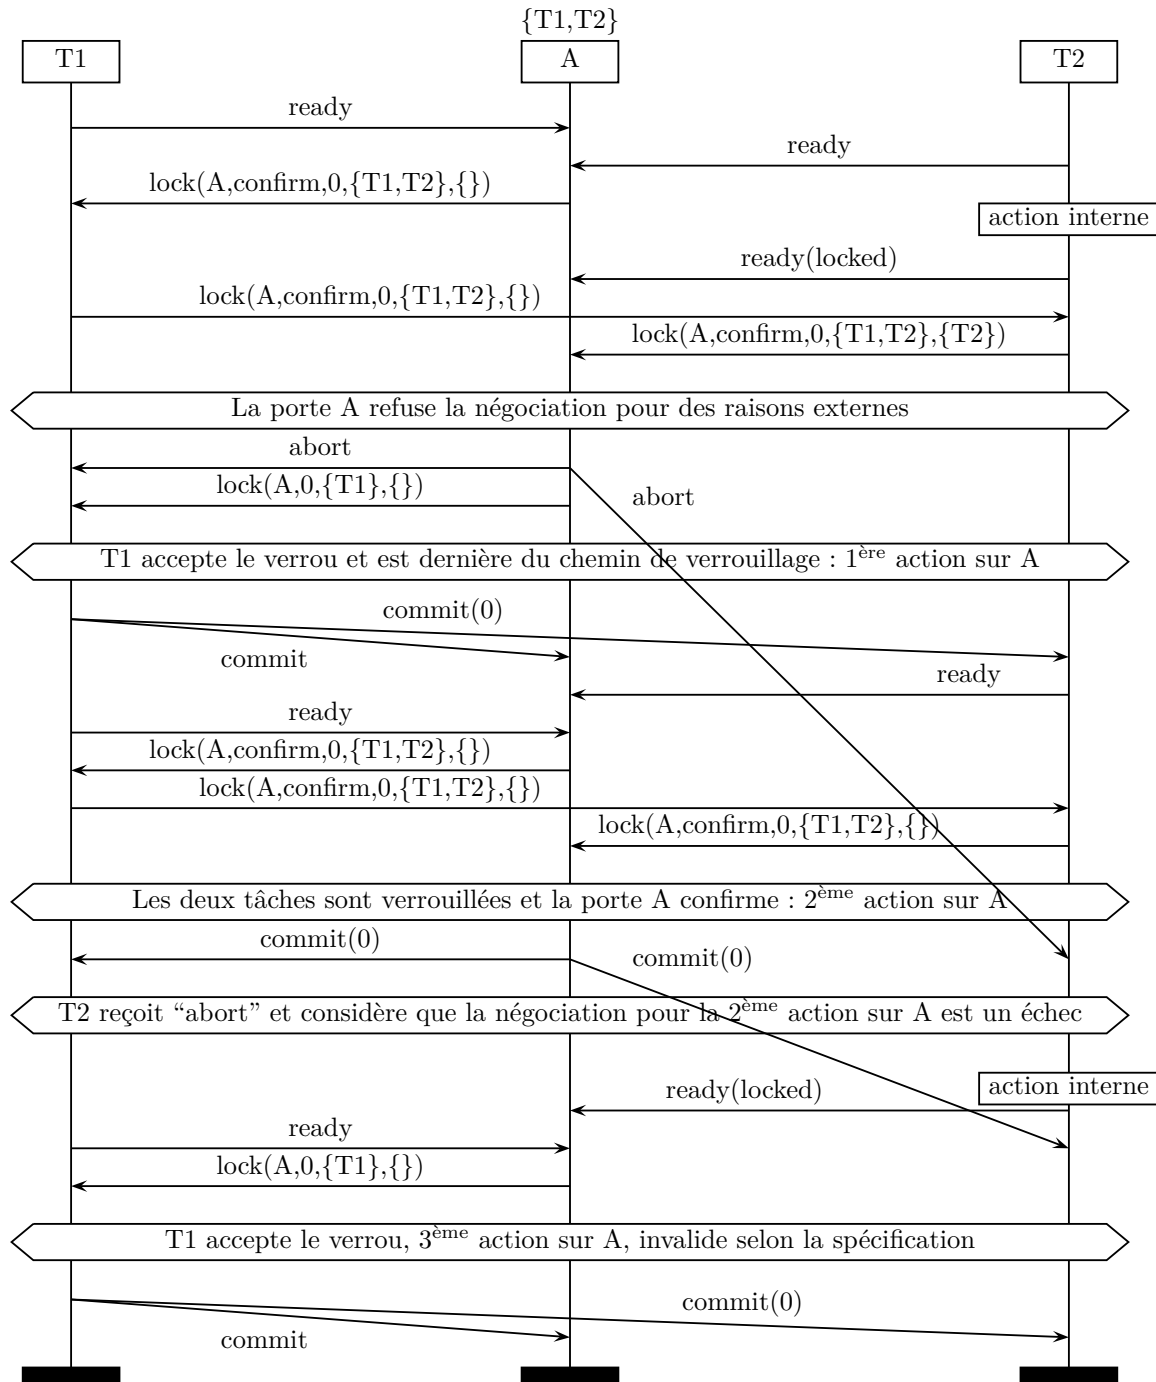 {T1,T2}
T1
A
T2
ready
ready
lock(A,confirm,0,{T1,T2},{})
action interne
ready(locked)
lock(A,confirm,0,{T1,T2},{})
lock(A,confirm,0,{T1,T2},{T2})
La porte A refuse la négociation pour des raisons externes
abort
lock(A,0,{T1},{})
abort
T1 accepte le verrou et est dernière du chemin de verrouillage : 1ère action sur A
commit(0)
commit
ready
ready
lock(A,confirm,0,{T1,T2},{})
lock(A,confirm,0,{T1,T2},{})
lock(A,confirm,0,{T1,T2},{})
Les deux tâches sont verrouillées et la porte A confirme : 2ème action sur A
commit(0)
commit(0)
T2 reçoit “abort” et considère que la négociation pour la 2ème action sur A est un échec
action interne
ready(locked)
ready
lock(A,0,{T1},{})
T1 accepte le verrou, 3ème action sur A, invalide selon la spécification
commit(0)
commit